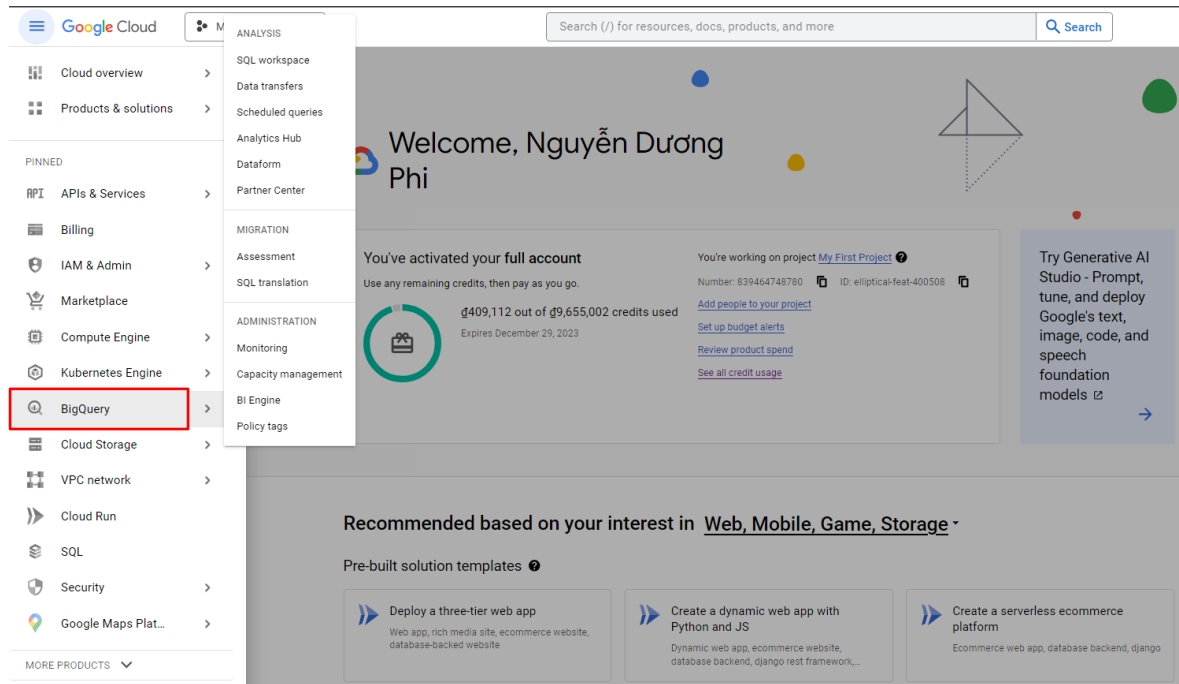 Google Cloud
M
Search (/) for resources, docs, products, and more
Search
Cloud overview
Products & solutions
PINNED
API
APIs & Services
Billing
IAM & Admin
Marketplace
Compute Engine
Kubernetes Engine
BigQuery
Cloud Storage
VPC network
Cloud Run
SQL
Security
Google Maps Plat...
MORE PRODUCTS
ANALYSIS
SQL workspace
Data transfers
Scheduled queries
Analytics Hub
Dataform
Partner Center
MIGRATION
Assessment
SQL translation
ADMINISTRATION
Monitoring
Capacity management
BI Engine
Policy tags
Welcome, Nguyễn Dương
Phi
You've activated your full account
Use any remaining credits, then pay as you go.
₫409,112 out of ₫9,655,002 credits used
Expires December 29, 2023
You're working on project My First Project
Number: 839464748780 ID: elliptical-feat-400508
Add people to your project
Set up budget alerts
Review product spend
See all credit usage
Try Generative AI
Studio - Prompt,
tune, and deploy
Google's text,
image, code, and
speech
foundation
models
Recommended based on your interest in Web, Mobile, Game, Storage
Pre-built solution templates
Deploy a three-tier web app
Web app, rich media site, ecommerce website,
database-backed website
Create a dynamic web app with
Python and JS
Dynamic web app, ecommerce website,
database backend, django rest framework,...
Create a serverless ecommerce
platform
Ecommerce web app, database backend, django